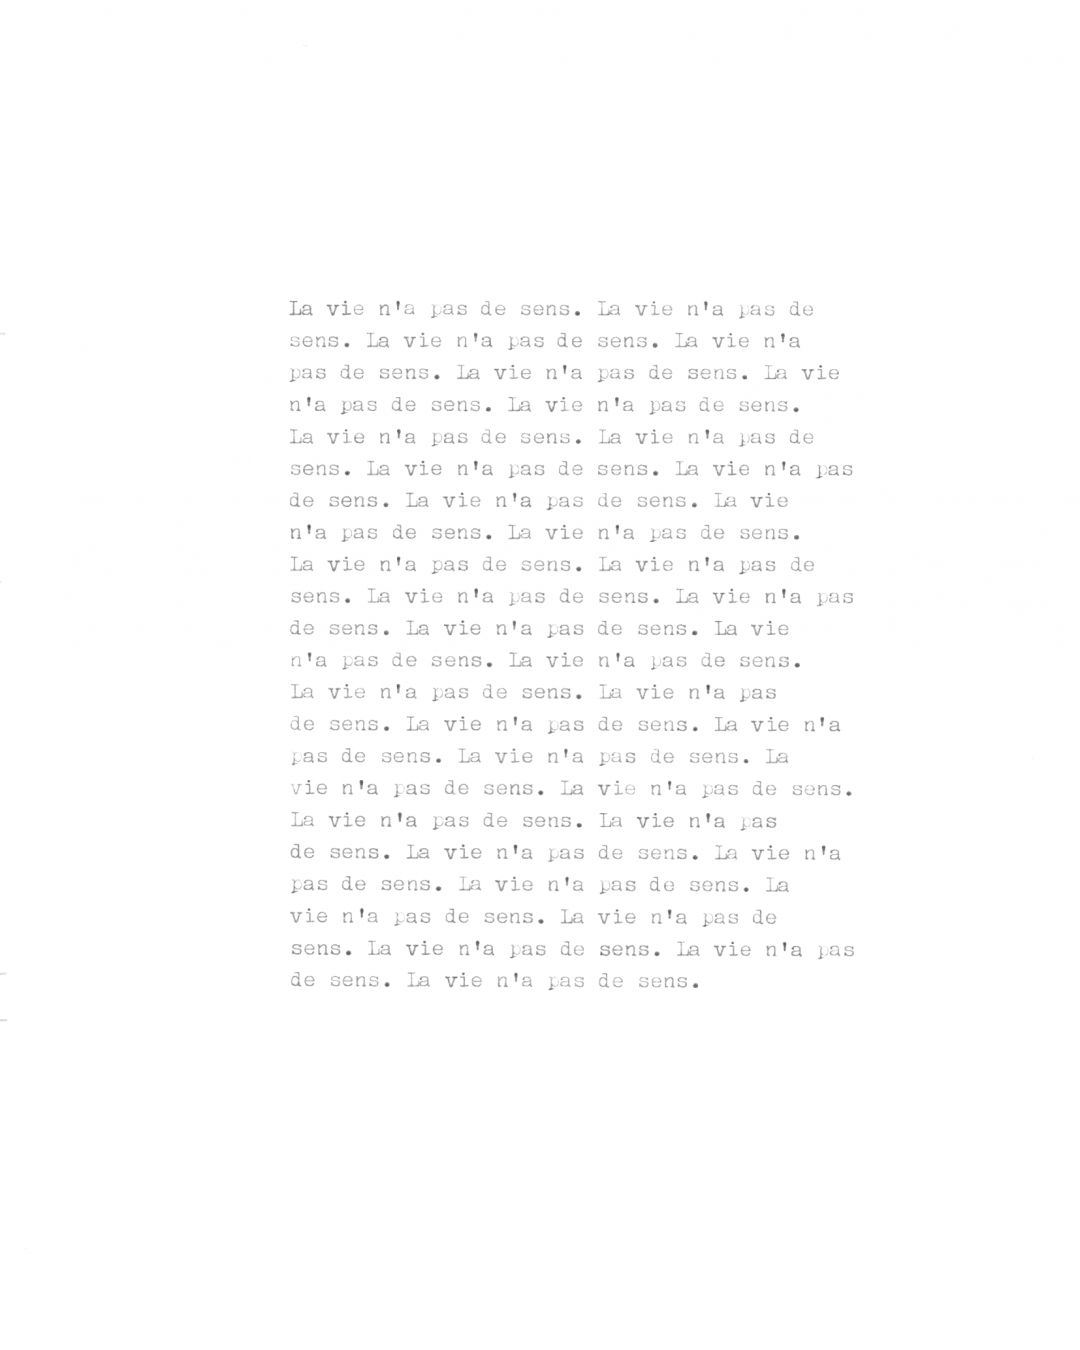 La vie n'a pas de sens. La vie n'a pas de
sens. La vie n'a pas de sens. La vie n'a
pas de sens. La vie n'a pas de sens. La vie
n'a pas de sens. La vie n'a pas de sens.
La vie n'a pas de sens. La vie n'a pas de
sens. La vie n'a pas de sens. La vie n'a pas
de sens. La vie n'a pas de sens. La vie
n'a pas de sens. La vie n'a pas de sens.
La vie n'a pas de sens. La vie n'a pas de
sens. La vie n'a pas de sens. La vie n'a pas
de sens. La vie n'a pas de sens. La vie
n'a pas de sens. La vie n'a pas de sens.
La vie n'a pas de sens. La vie n'a pas
de sens. La vie n'a pas de sens. La vie n'a
pas de sens. La vie n'a pas de sens. La
vie n'a pas de sens. La vie n'a pas de sens.
La vie n'a pas de sens. La vie n'a pas
de sens. La vie n'a pas de sens. La vie n'a
pas de sens. La vie n'a pas de sens. La
vie n'a pas de sens. La vie n'a pas de
sens. La vie n'a pas de sens. La vie n'a pas
de sens. La vie n'a pas de sens.